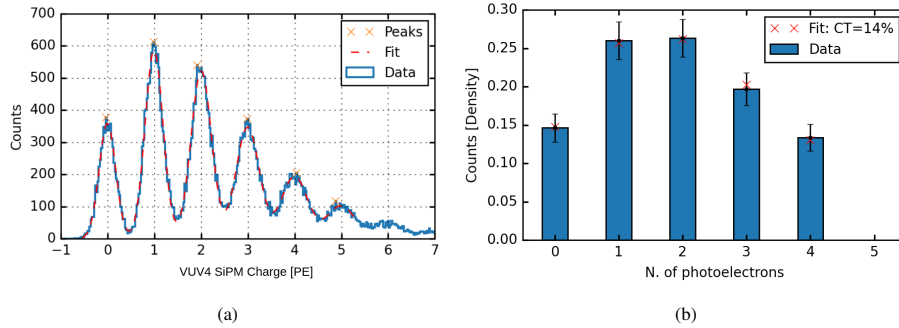 700
600
500
400
300
200
100
0
Counts
Peaks
Fit
Data
−1 0 1 2 3 4 5 6 7
VUV4 SiPM Charge [PE]
(a)
0.30
0.25
0.20
0.15
0.10
0.05
0.00
Counts [Density]
Fit: CT=14%
Data
0 1 2 3 4 5
N. of photoelectrons
(b)